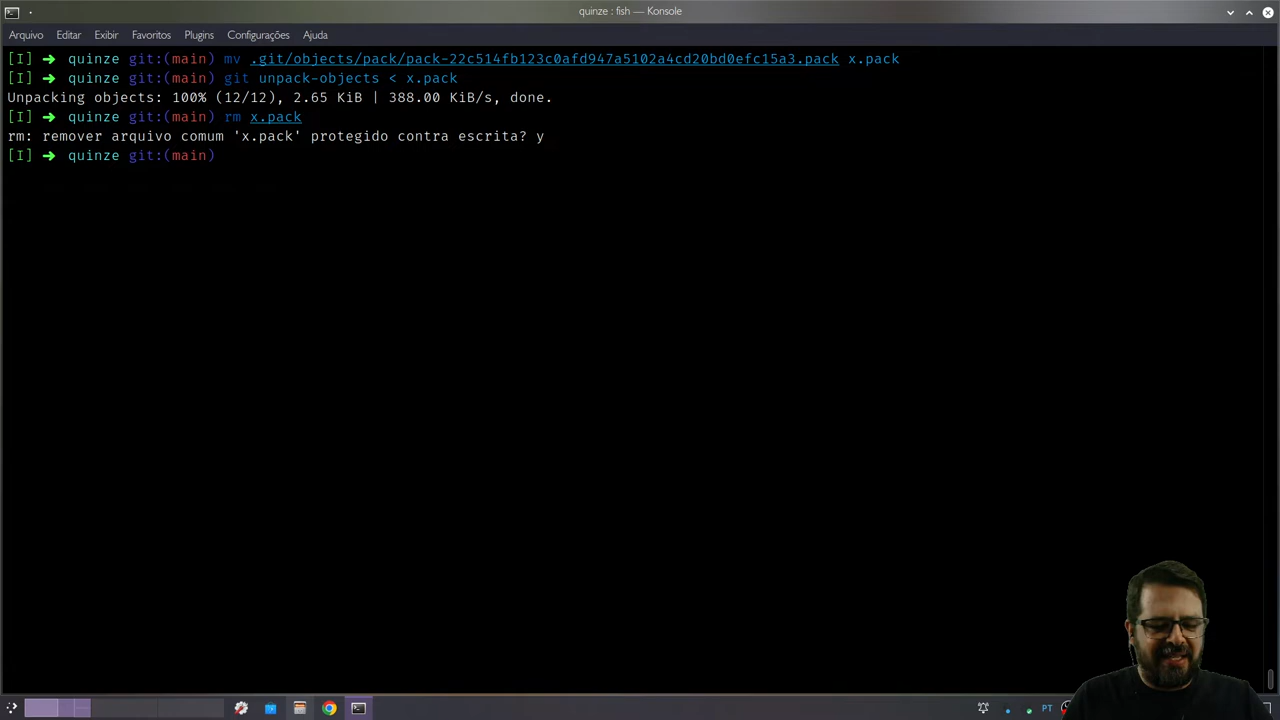 quinze : fish — Konsole
Arquivo Editar Exibir Favoritos Plugins Configurações Ajuda
[I] ➜ quinze git:(main) mv .git/objects/pack/pack-22c514fb123c0afd947a5102a4cd20bd0efc15a3.pack x.pack
[I] ➜ quinze git:(main) git unpack-objects < x.pack
Unpacking objects: 100% (12/12), 2.65 KiB | 388.00 KiB/s, done.
[I] ➜ quinze git:(main) rm x.pack
rm: remover arquivo comum 'x.pack' protegido contra escrita? y
[I] ➜ quinze git:(main)
PT